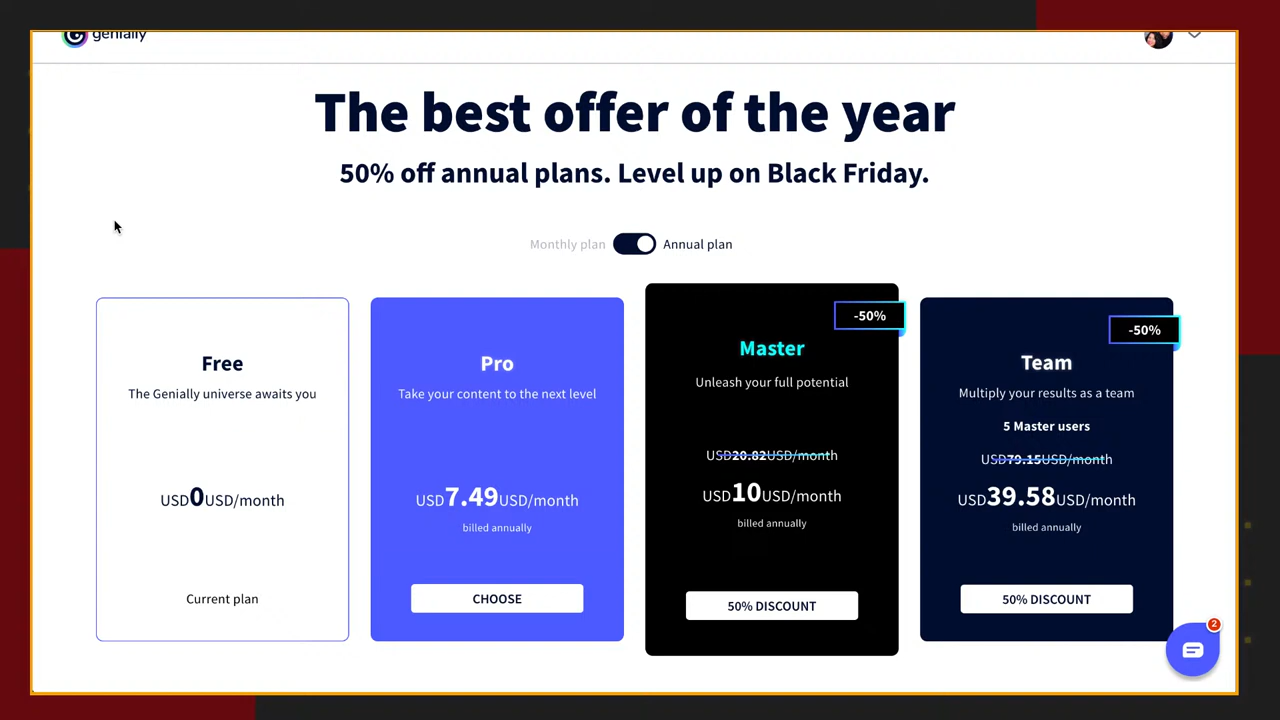 genially
The best offer of the year
50% off annual plans. Level up on Black Friday.
Monthly plan
Annual plan
Free
The Genially universe awaits you
USD0USD/month
Current plan
Pro
Take your content to the next level
USD7.49USD/month
billed annually
CHOOSE
-50%
Master
Unleash your full potential
USD20.82USD/month
USD10USD/month
billed annually
50% DISCOUNT
-50%
Team
Multiply your results as a team
5 Master users
USD79.15USD/month
USD39.58USD/month
billed annually
50% DISCOUNT
2